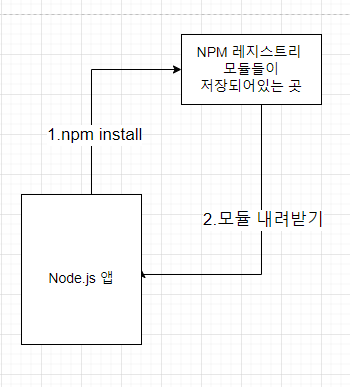 NPM 레지스트리
모듈들이
저장되어있는 곳
1.npm install
2.모듈 내려받기
Node.js 앱